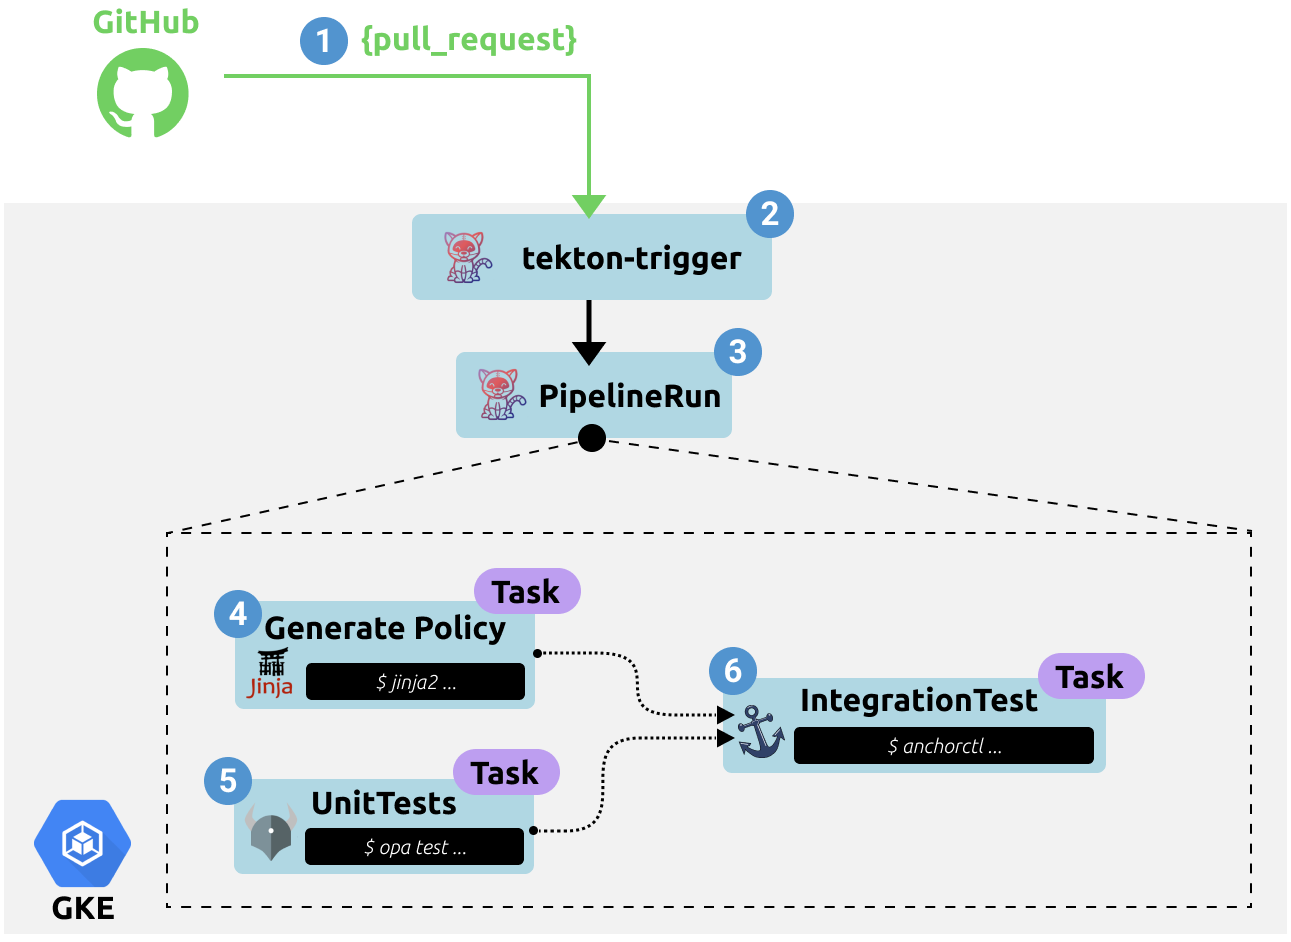 GitHub
1
{pull_request}
2
tekton-trigger
3
PipelineRun
Task
4
Generate Policy
Jinja
$ jinja2 ...
Task
5
UnitTests
$ opa test ...
Task
6
IntegrationTest
$ anchorctl ...
GKE